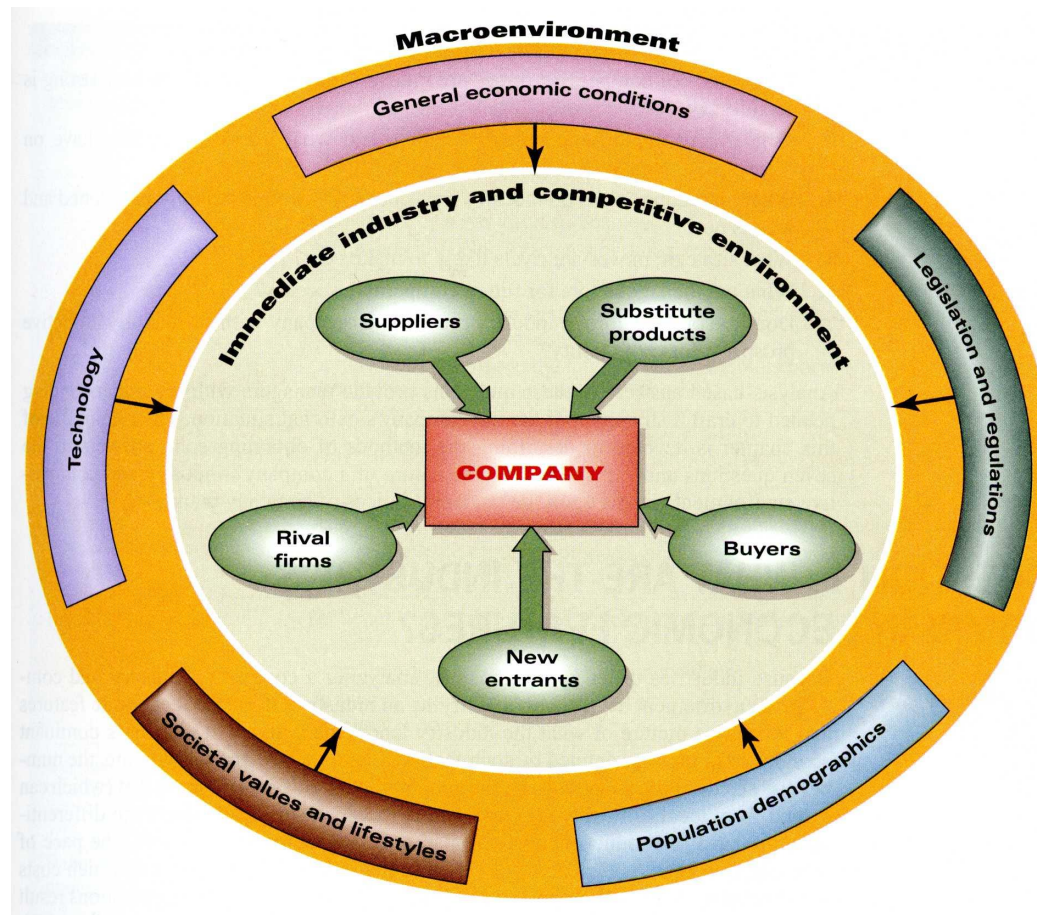 Macroenvironment
General economic conditions
Immediate industry and competitive environment
Suppliers
Substitute
products
Technology
Legislation and regulations
COMPANY
Rival
firms
Buyers
New
entrants
Societal values and lifestyles
Population demographics